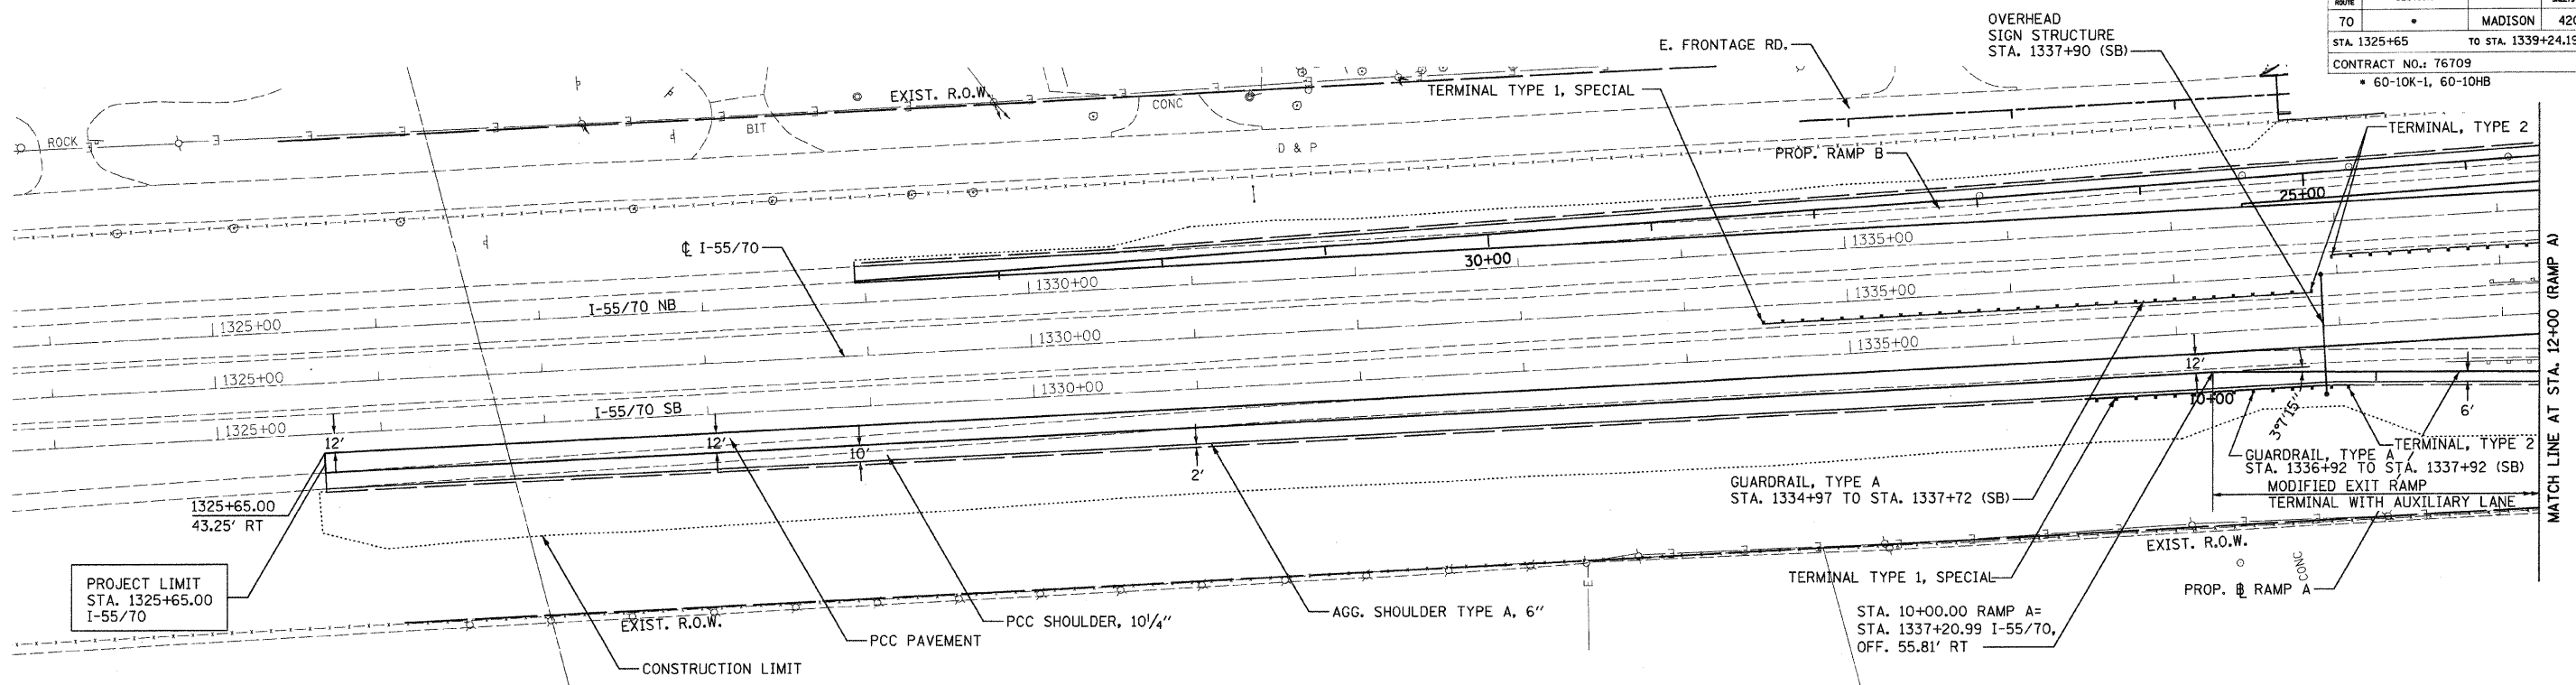 ROUTE
70 * MADISON 420
STA. 1325+65 TO STA. 1339+24.19
CONTRACT NO.: 76709
* 60-10K-1, 60-10HB
OVERHEAD
SIGN STRUCTURE
STA. 1337+90 (SB)
E. FRONTAGE RD.
TERMINAL TYPE 1, SPECIAL
EXIST. R.O.W.
CONC
BIT
ROCK
D & P
TERMINAL, TYPE 2
PROP. RAMP B
25+00
℄ I-55/70
30+00
1335+00
1330+00
I-55/70 NB
1325+00
1335+00
1330+00
1325+00
1335+00
1330+00
I-55/70 SB
1325+00
12'
12'
10'
2'
12'
10+00
3°7'15"
6'
MATCH LINE AT STA. 12+00 (RAMP A)
TERMINAL, TYPE 2
GUARDRAIL, TYPE A
STA. 1336+92 TO STA. 1337+92 (SB)
MODIFIED EXIT RAMP
TERMINAL WITH AUXILIARY LANE
GUARDRAIL, TYPE A
STA. 1334+97 TO STA. 1337+72 (SB)
1325+65.00
43.25' RT
EXIST. R.O.W.
CONC
PROP. ⅊ RAMP A
TERMINAL TYPE 1, SPECIAL
STA. 10+00.00 RAMP A=
STA. 1337+20.99 I-55/70,
OFF. 55.81' RT
PROJECT LIMIT
STA. 1325+65.00
I-55/70
EXIST. R.O.W.
AGG. SHOULDER TYPE A, 6"
PCC SHOULDER, 10¼"
PCC PAVEMENT
CONSTRUCTION LIMIT